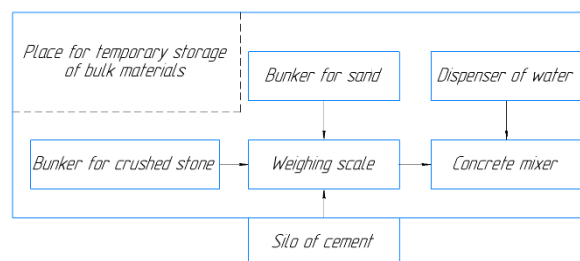 Place for temporary storage
of bulk materials
Bunker for sand
Dispenser of water
Bunker for crushed stone
Weighing scale
Concrete mixer
Silo of cement